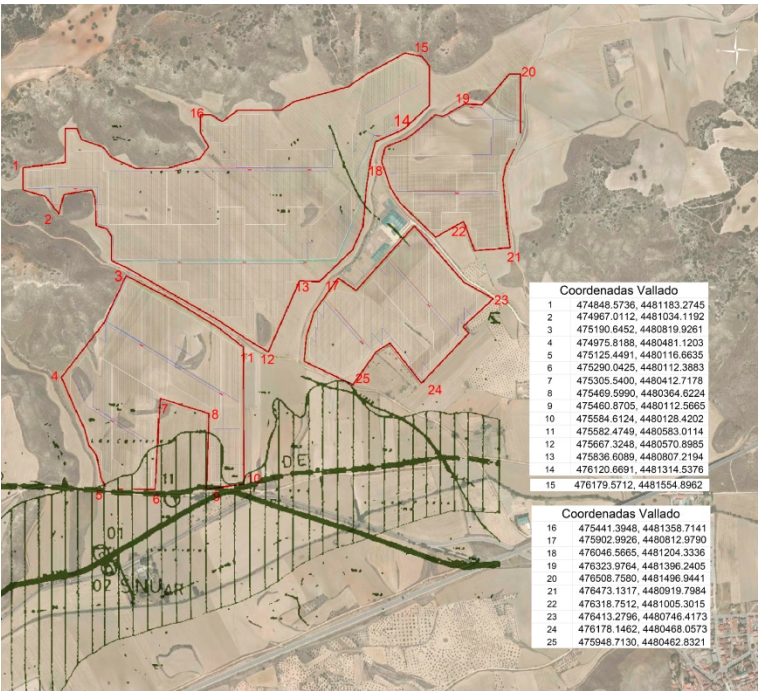 15
20
19
16
14
18
1
22
2
21
3
13
17
23
11
12
4
24
25
7
8
D E
5
6
11
9
10
01
02
SINUAR
Coordenadas Vallado
1 474848.5736, 4481183.2745
2 474967.0112, 4481034.1192
3 475190.6452, 4480819.9261
4 474975.8188, 4480481.1203
5 475125.4491, 4480116.6635
6 475290.0425, 4480112.3883
7 475305.5400, 4480412.7178
8 475469.5990, 4480364.6224
9 475460.8705, 4480112.5665
10 475584.6124, 4480128.4202
11 475582.4749, 4480583.0114
12 475667.3248, 4480570.8985
13 475836.6089, 4480807.2194
14 476120.6691, 4481314.5376
15 476179.5712, 4481554.8962
Coordenadas Vallado
16 475441.3948, 4481358.7141
17 475902.9926, 4480812.9790
18 476046.5665, 4481204.3336
19 476323.9764, 4481396.2405
20 476508.7580, 4481496.9441
21 476473.1317, 4480919.7984
22 476318.7512, 4481005.3015
23 476413.2796, 4480746.4173
24 476178.1462, 4480468.0573
25 475948.7130, 4480462.8321